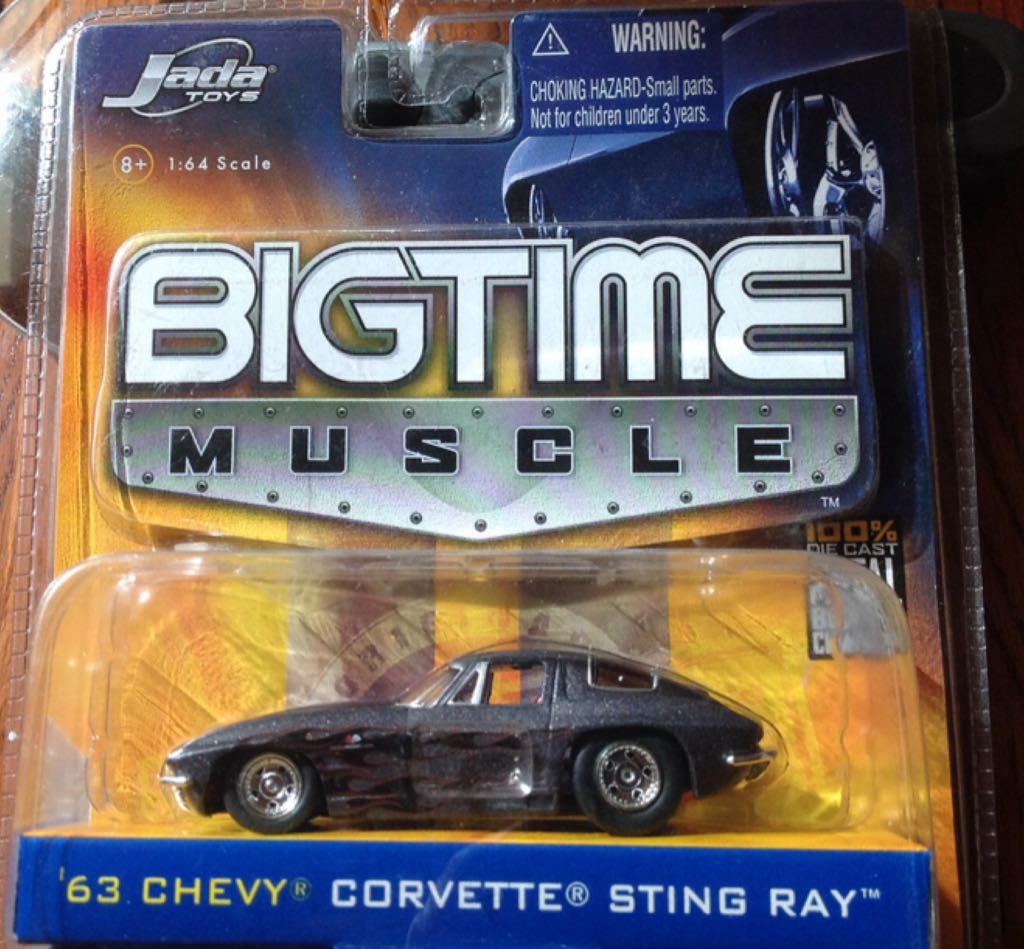 Jada®
TOYS
WARNING:
CHOKING HAZARD-Small parts.
Not for children under 3 years.
8+ 1:64 Scale
BIGTIME
MUSCLE
TM
100%
DIE CAST
'63 CHEVY® CORVETTE® STING RAY™